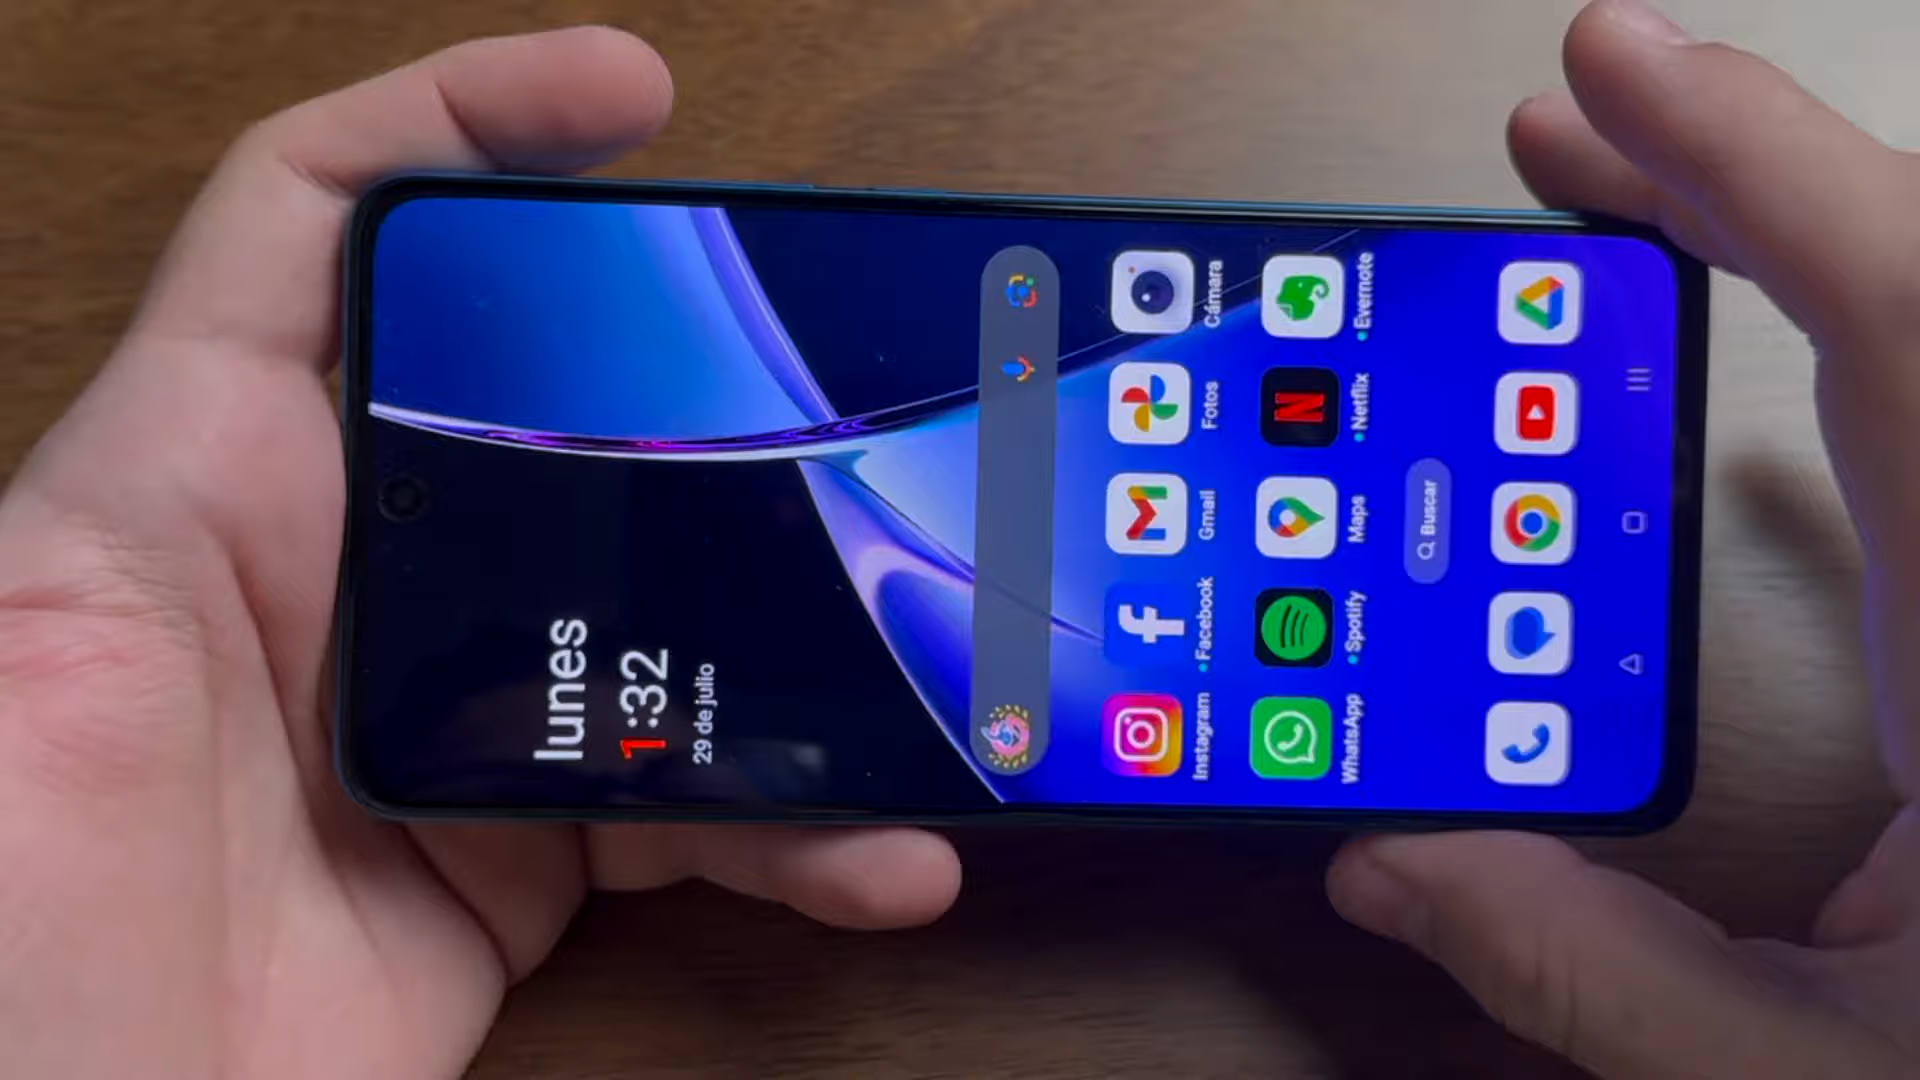 lunes
1:32
29 de julio
Instagram
Facebook
Gmail
Fotos
Cámara
WhatsApp
Spotify
Maps
Netflix
Evernote
Buscar